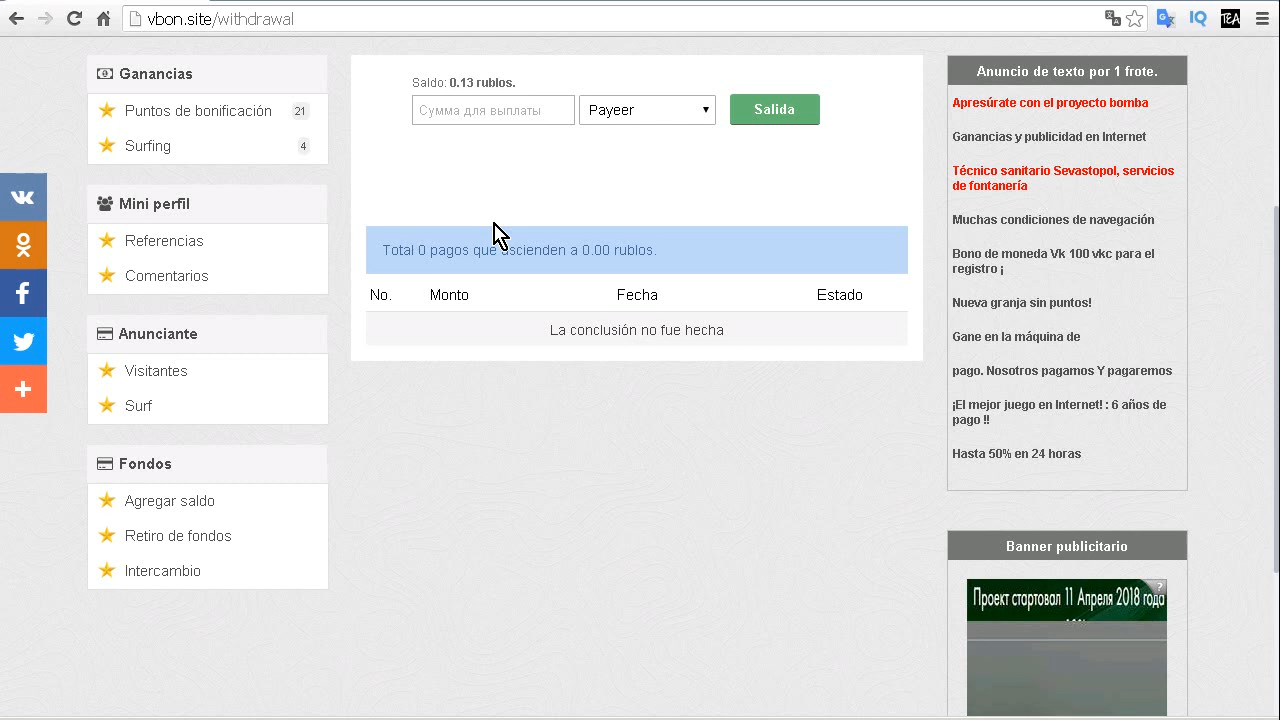 vbon.site/withdrawal
IQ
TEA
Ganancias
Puntos de bonificación 21
Surfing 4
Mini perfil
Referencias
Comentarios
Anunciante
Visitantes
Surf
Fondos
Agregar saldo
Retiro de fondos
Intercambio
Saldo: 0.13 rublos.
Сумма для выплаты Payeer Salida
Total 0 pagos que ascienden a 0.00 rublos.
No. Monto Fecha Estado
La conclusión no fue hecha
Anuncio de texto por 1 frote.
Apresúrate con el proyecto bomba
Ganancias y publicidad en Internet
Técnico sanitario Sevastopol, servicios
de fontanería
Muchas condiciones de navegación
Bono de moneda Vk 100 vkc para el
registro ¡
Nueva granja sin puntos!
Gane en la máquina de
pago. Nosotros pagamos Y pagaremos
¡El mejor juego en Internet! : 6 años de
pago !!
Hasta 50% en 24 horas
Banner publicitario
Проект стартовал 11 Апреля 2018 года